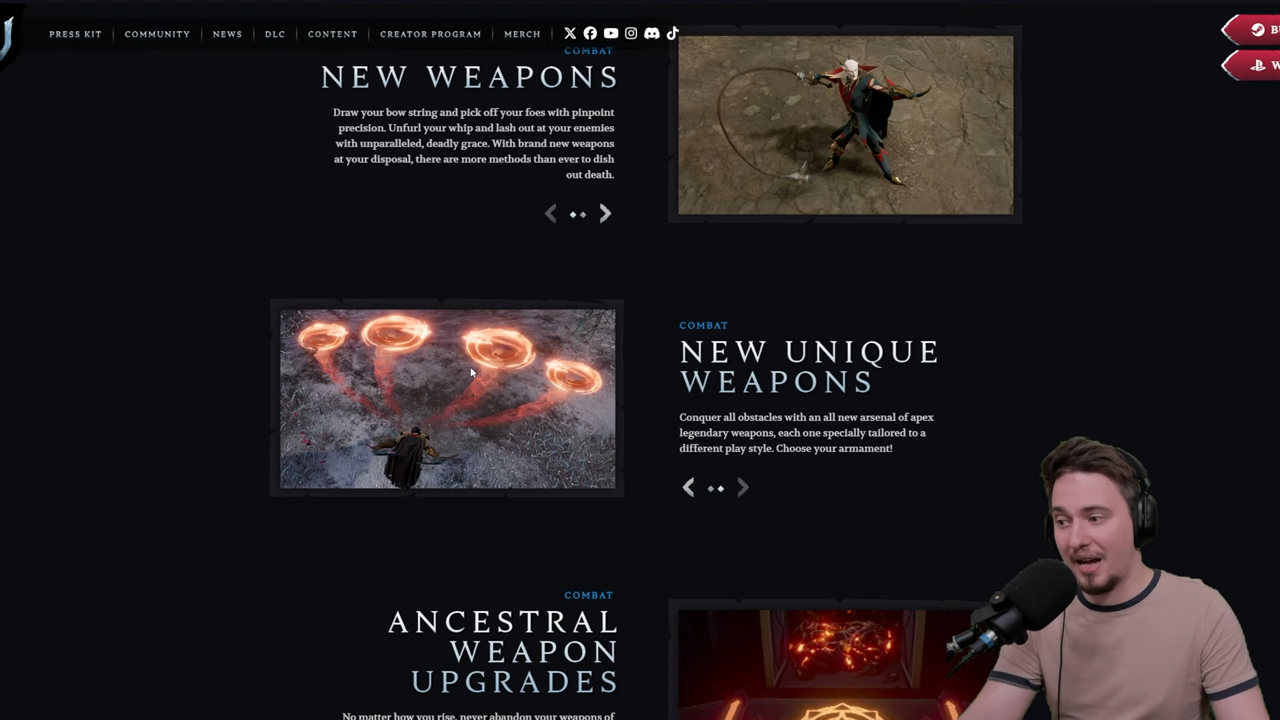 PRESS KIT
COMMUNITY
NEWS
DLC
CONTENT
CREATOR PROGRAM
MERCH
COMBAT
NEW WEAPONS
Draw your bow string and pick off your foes with pinpoint
precision. Unfurl your whip and lash out at your enemies
with unparalleled, deadly grace. With brand new weapons
at your disposal, there are more methods than ever to dish
out death.
COMBAT
NEW UNIQUE
WEAPONS
Conquer all obstacles with an all new arsenal of apex
legendary weapons, each one specially tailored to a
different play style. Choose your armament!
COMBAT
ANCESTRAL
WEAPON
UPGRADES
No matter how you rise, never abandon your weapons of